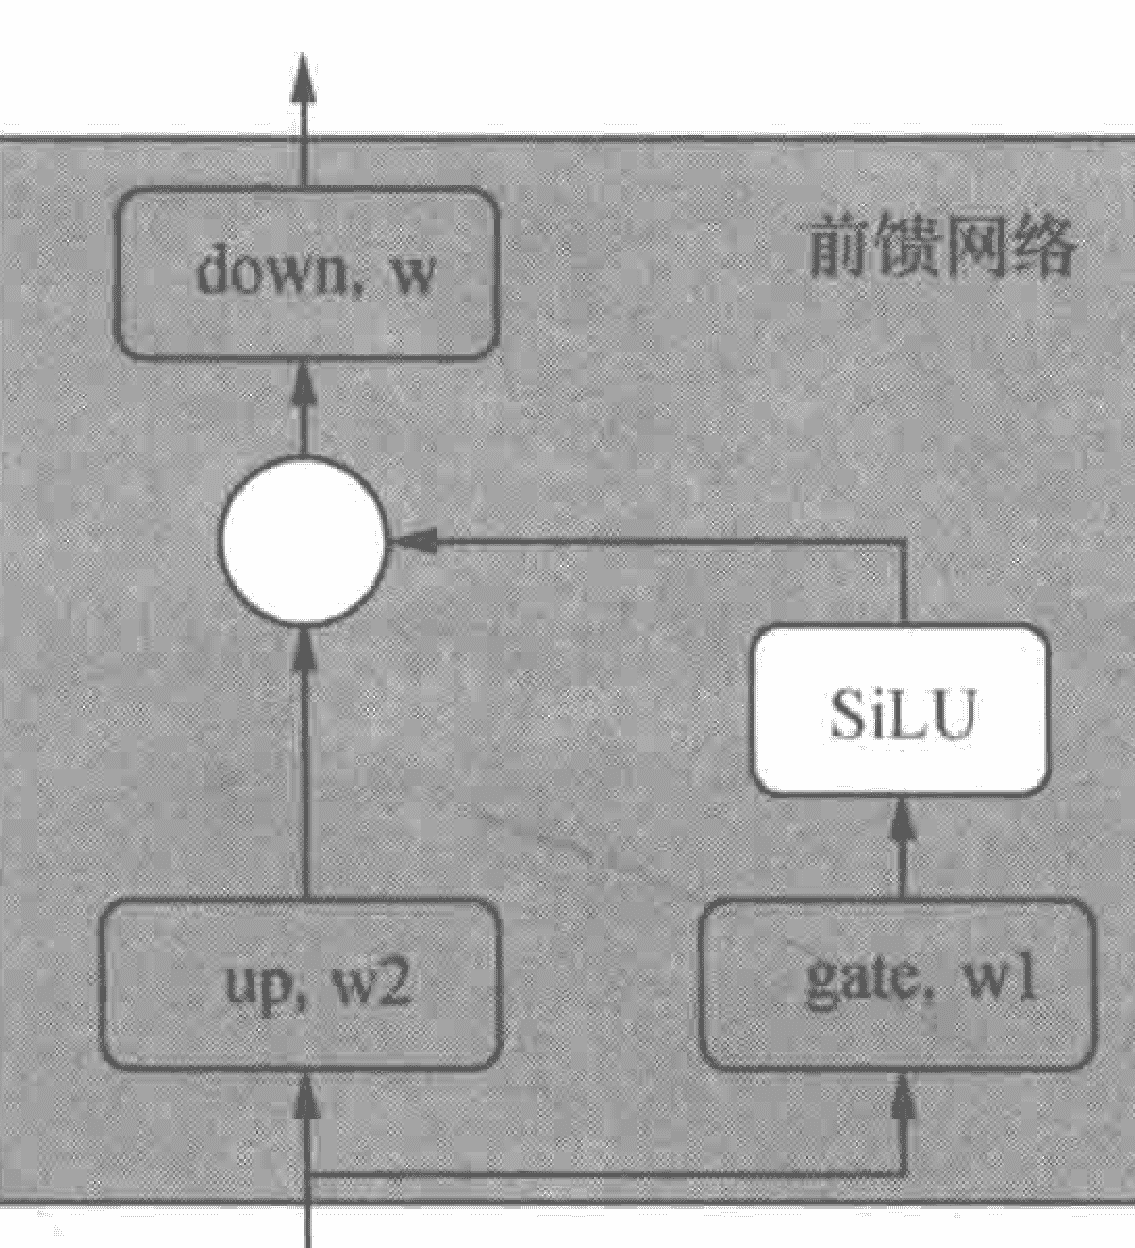 down, w
前馈网络
SiLU
up, w2
gate, w1